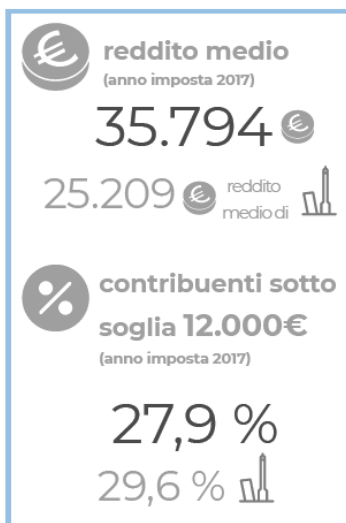 reddito medio
(anno imposta 2017)
35.794 €
25.209 € reddito
medio di
contribuenti sotto
soglia 12.000€
(anno imposta 2017)
27,9 %
29,6 %